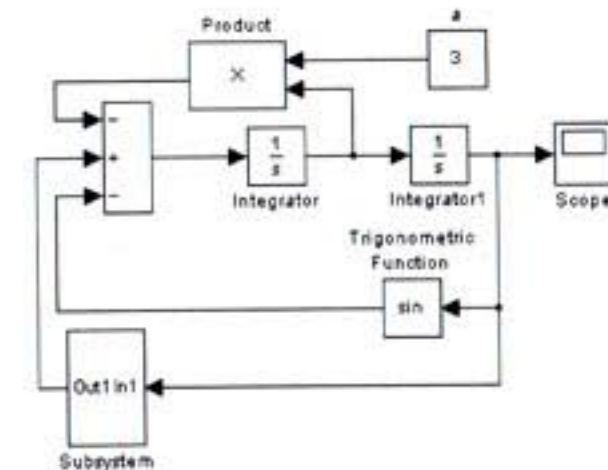 Product
a
3
×
−
+
−
1
s
1
s
Integrator
Integrator1
Scope
Trigonometric
Function
sin
Out1 In1
Subsystem